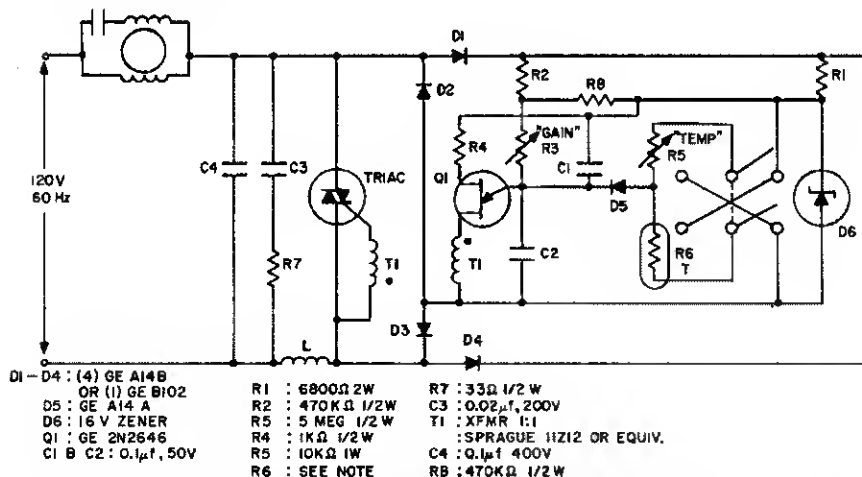 D1
R2
R8
R1
D2
"GAIN"
R3
"TEMP"
R5
R4
C1
C4
C3
TRIAC
Q1
D5
120V
60 Hz
C2
R6
T
D6
R7
T1
T1
D3
D4
L
D1-D4 : (4) GE A14B
OR (1) GE B102
D5 : GE A14 A
D6 : 16 V ZENER
Q1 : GE 2N2646
C1 8 C2 : 0.1μf, 50V
R1 : 6800Ω 2W
R2 : 470KΩ 1/2W
R5 : 5 MEG 1/2W
R4 : 1KΩ 1/2W
R5 : 10KΩ 1W
R6 : SEE NOTE
R7 : 33Ω 1/2 W
C3 : 0.02μf, 200V
T1 : XFMR 1:1
: SPRAGUE 11Z12 OR EQUIV.
C4 : 0.1μf 400V
R8 : 470KΩ 1/2 W